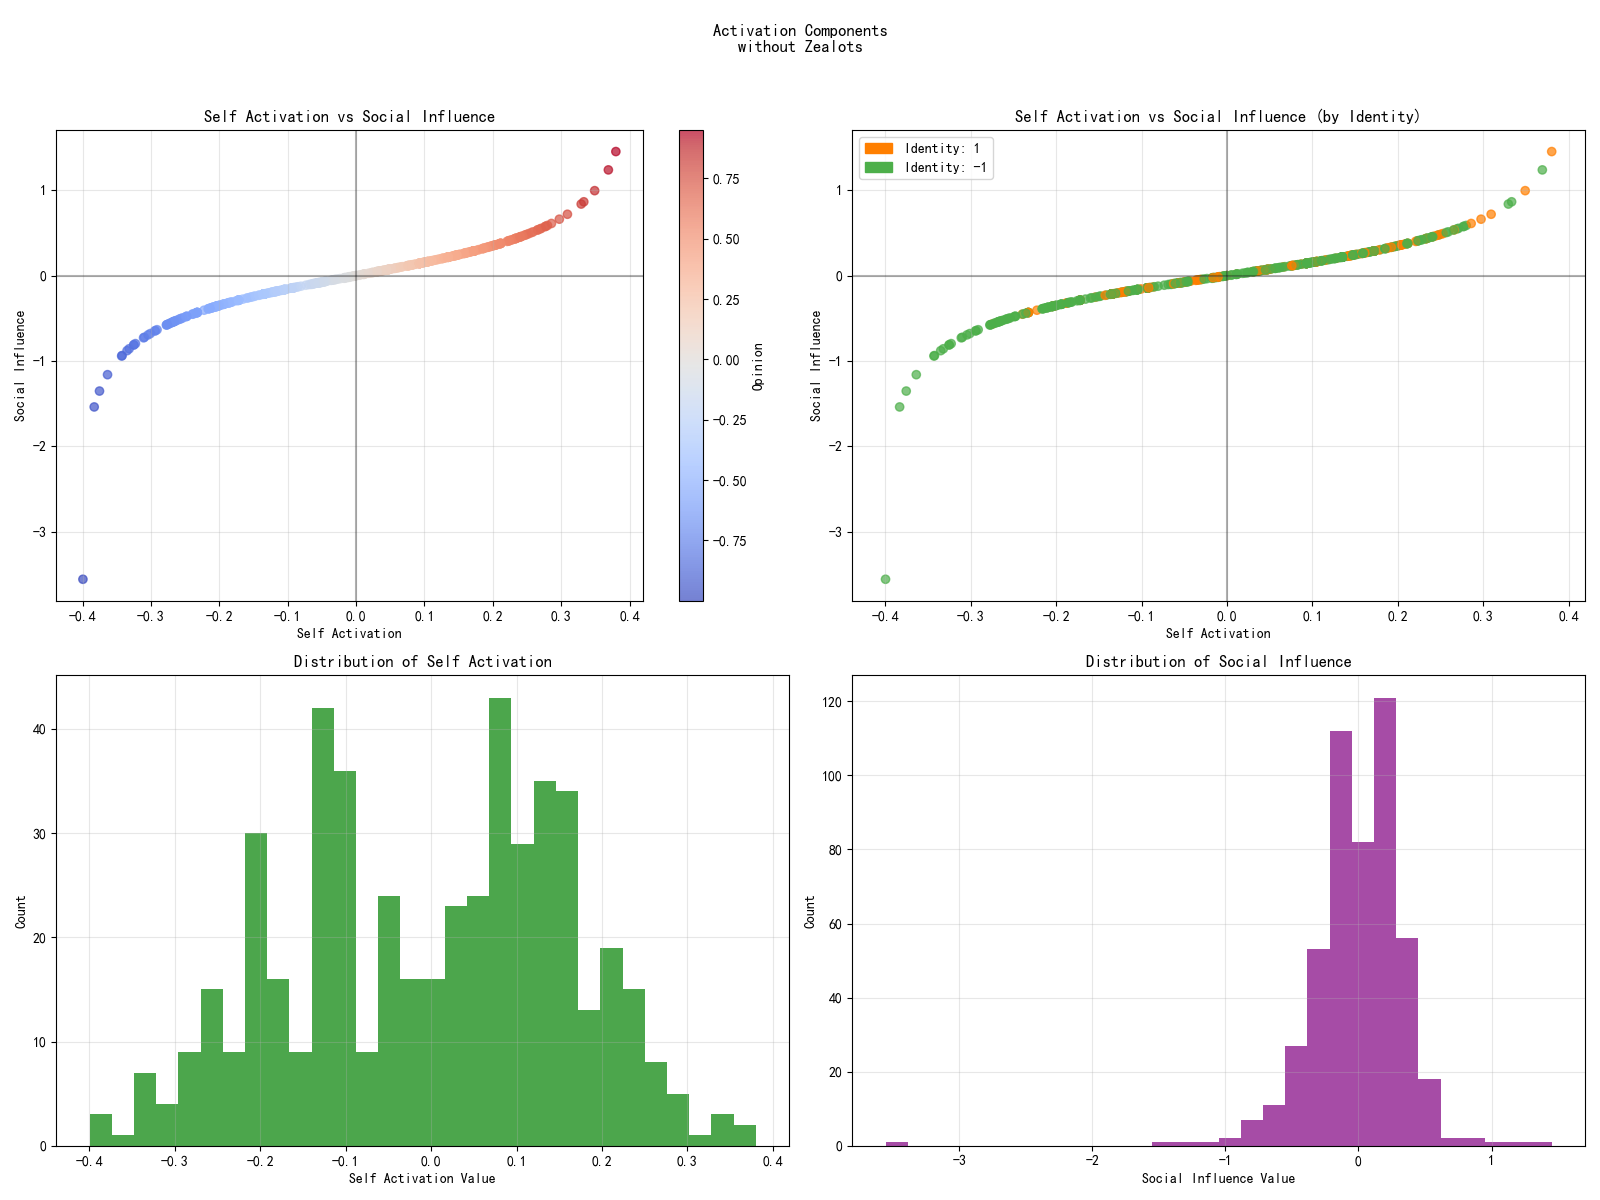 Activation Components
without Zealots
Self Activation vs Social Influence
Social Influence
1
0
−1
−2
−3
−0.4 −0.3 −0.2 −0.1 0.0 0.1 0.2 0.3 0.4
Self Activation
0.75
0.50
0.25
0.00
−0.25
−0.50
−0.75
Opinion
Self Activation vs Social Influence (by Identity)
Identity: 1
Identity: -1
Social Influence
1
0
−1
−2
−3
−0.4 −0.3 −0.2 −0.1 0.0 0.1 0.2 0.3 0.4
Self Activation
Distribution of Self Activation
Count
40
30
20
10
0
−0.4 −0.3 −0.2 −0.1 0.0 0.1 0.2 0.3 0.4
Self Activation Value
Distribution of Social Influence
Count
120
100
80
60
40
20
0
−3 −2 −1 0 1
Social Influence Value